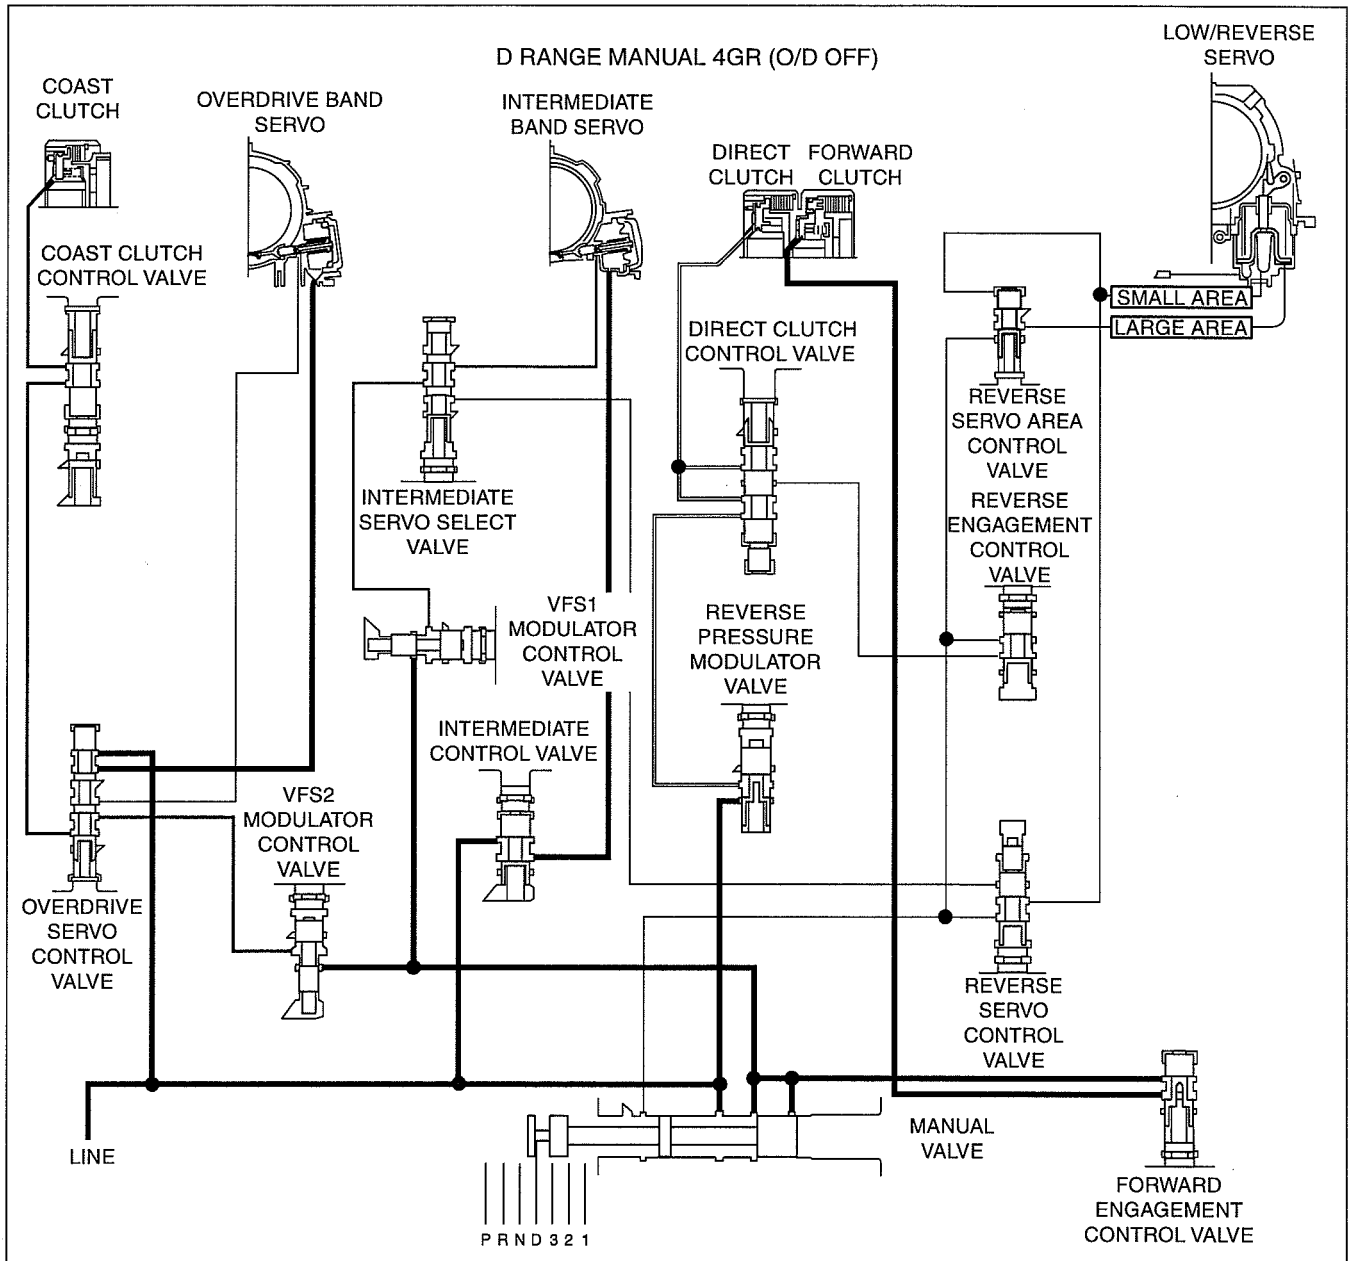 D RANGE MANUAL 4GR (O/D OFF)
LOW/REVERSE
SERVO
COAST
CLUTCH
OVERDRIVE BAND
SERVO
INTERMEDIATE
BAND SERVO
DIRECT
CLUTCH
FORWARD
CLUTCH
COAST CLUTCH
CONTROL VALVE
SMALL AREA
LARGE AREA
DIRECT CLUTCH
CONTROL VALVE
REVERSE
SERVO AREA
CONTROL
VALVE
INTERMEDIATE
SERVO SELECT
VALVE
REVERSE
ENGAGEMENT
CONTROL
VALVE
VFS1
MODULATOR
CONTROL
VALVE
REVERSE
PRESSURE
MODULATOR
VALVE
INTERMEDIATE
CONTROL VALVE
VFS2
MODULATOR
CONTROL
VALVE
OVERDRIVE
SERVO
CONTROL
VALVE
REVERSE
SERVO
CONTROL
VALVE
LINE
MANUAL
VALVE
FORWARD
ENGAGEMENT
CONTROL VALVE
P R N D 3 2 1